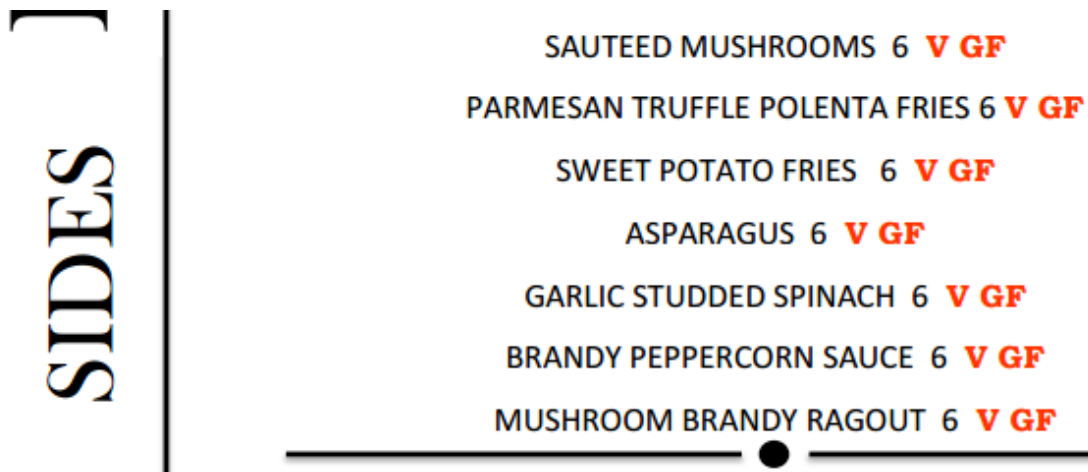 SIDES ]
SAUTEED MUSHROOMS 6 V GF
PARMESAN TRUFFLE POLENTA FRIES 6 V GF
SWEET POTATO FRIES 6 V GF
ASPARAGUS 6 V GF
GARLIC STUDDED SPINACH 6 V GF
BRANDY PEPPERCORN SAUCE 6 V GF
MUSHROOM BRANDY RAGOUT 6 V GF